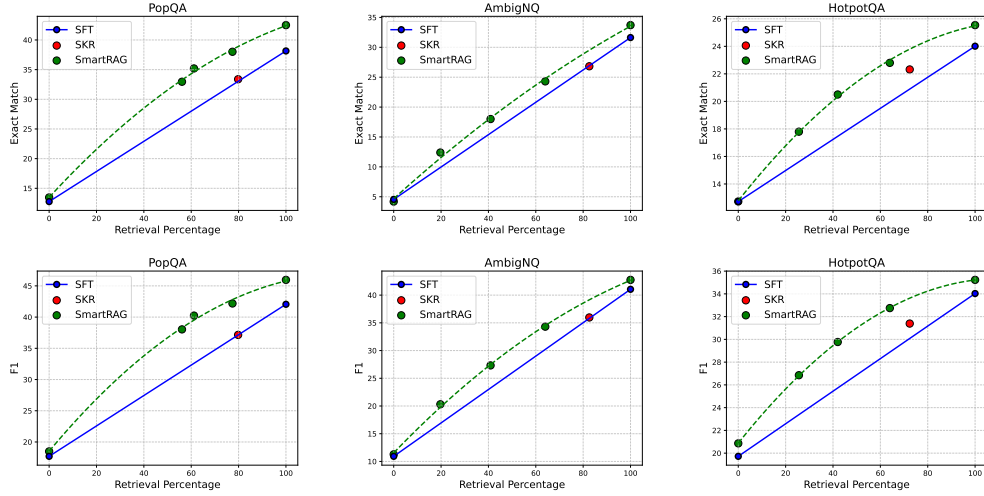 PopQA
SFT
SKR
SmartRAG
Exact Match
40
35
30
25
20
15
0 20 40 60 80 100
Retrieval Percentage
AmbigNQ
SFT
SKR
SmartRAG
Exact Match
35
30
25
20
15
10
5
0 20 40 60 80 100
Retrieval Percentage
HotpotQA
SFT
SKR
SmartRAG
Exact Match
26
24
22
20
18
16
14
0 20 40 60 80 100
Retrieval Percentage
PopQA
SFT
SKR
SmartRAG
F1
45
40
35
30
25
20
0 20 40 60 80 100
Retrieval Percentage
AmbigNQ
SFT
SKR
SmartRAG
F1
40
35
30
25
20
15
10
0 20 40 60 80 100
Retrieval Percentage
HotpotQA
SFT
SKR
SmartRAG
F1
36
34
32
30
28
26
24
22
20
0 20 40 60 80 100
Retrieval Percentage